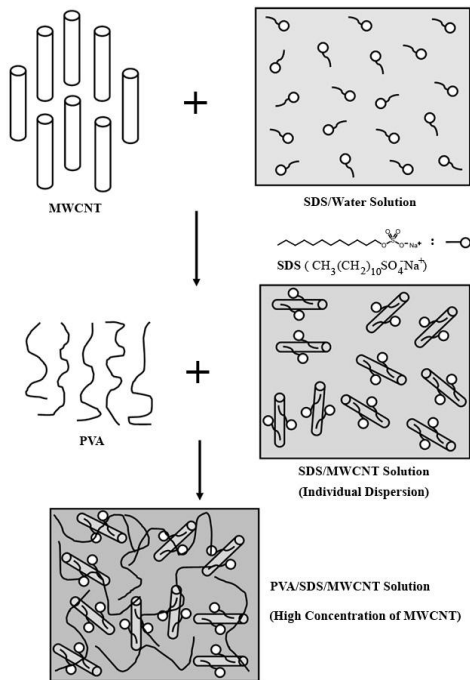 MWCNT
SDS/Water Solution
O
O
S
O
O
Na+
:
SDS ( CH3(CH2)10SO4-Na+)
PVA
SDS/MWCNT Solution
(Individual Dispersion)
PVA/SDS/MWCNT Solution
(High Concentration of MWCNT)